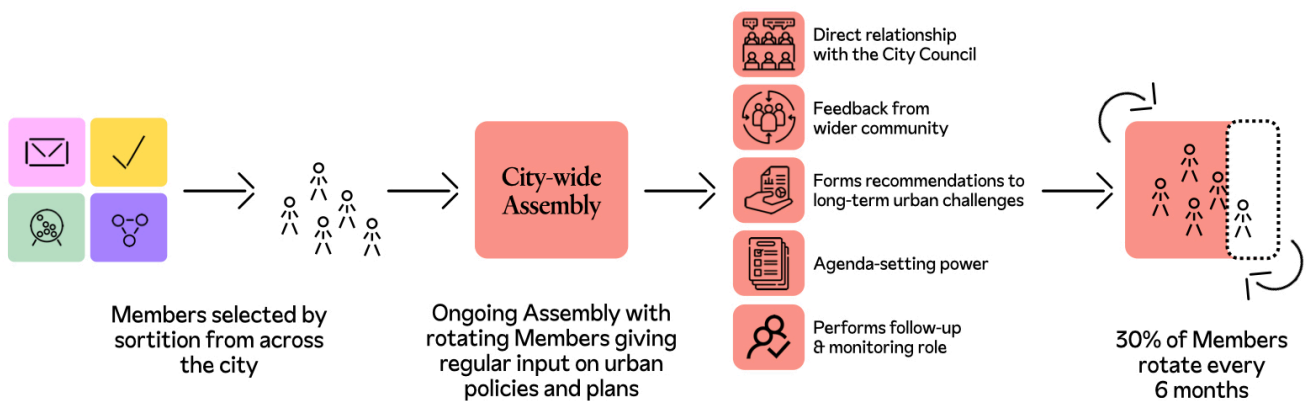 Members selected by
sortition from across
the city
City-wide
Assembly
Ongoing Assembly with
rotating Members giving
regular input on urban
policies and plans
Direct relationship
with the City Council
Feedback from
wider community
Forms recommendations to
long-term urban challenges
Agenda-setting power
Performs follow-up
& monitoring role
30% of Members
rotate every
6 months